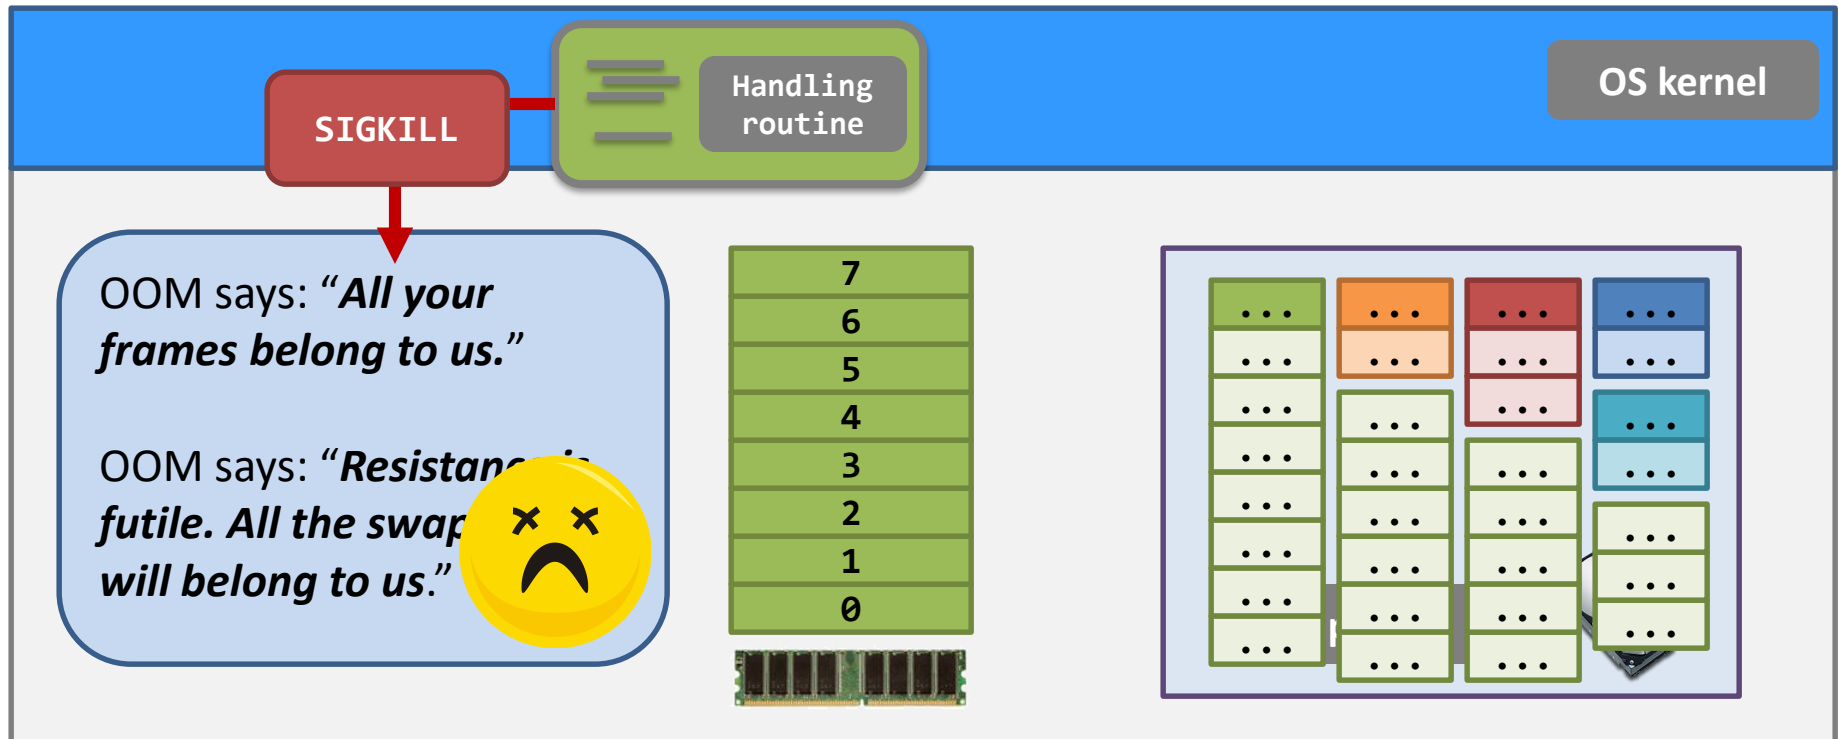 Handling
routine
OS kernel
SIGKILL
OOM says: “All your
frames belong to us.”
OOM says: “Resistance is
futile. All the swap
will belong to us.”
7
6
5
4
3
2
1
0
... ... ... ...
... ... ... ...
... ... ... ...
... ... ... ...
... ... ... ...
... ... ... ...
... ... ... ...
... ... ...